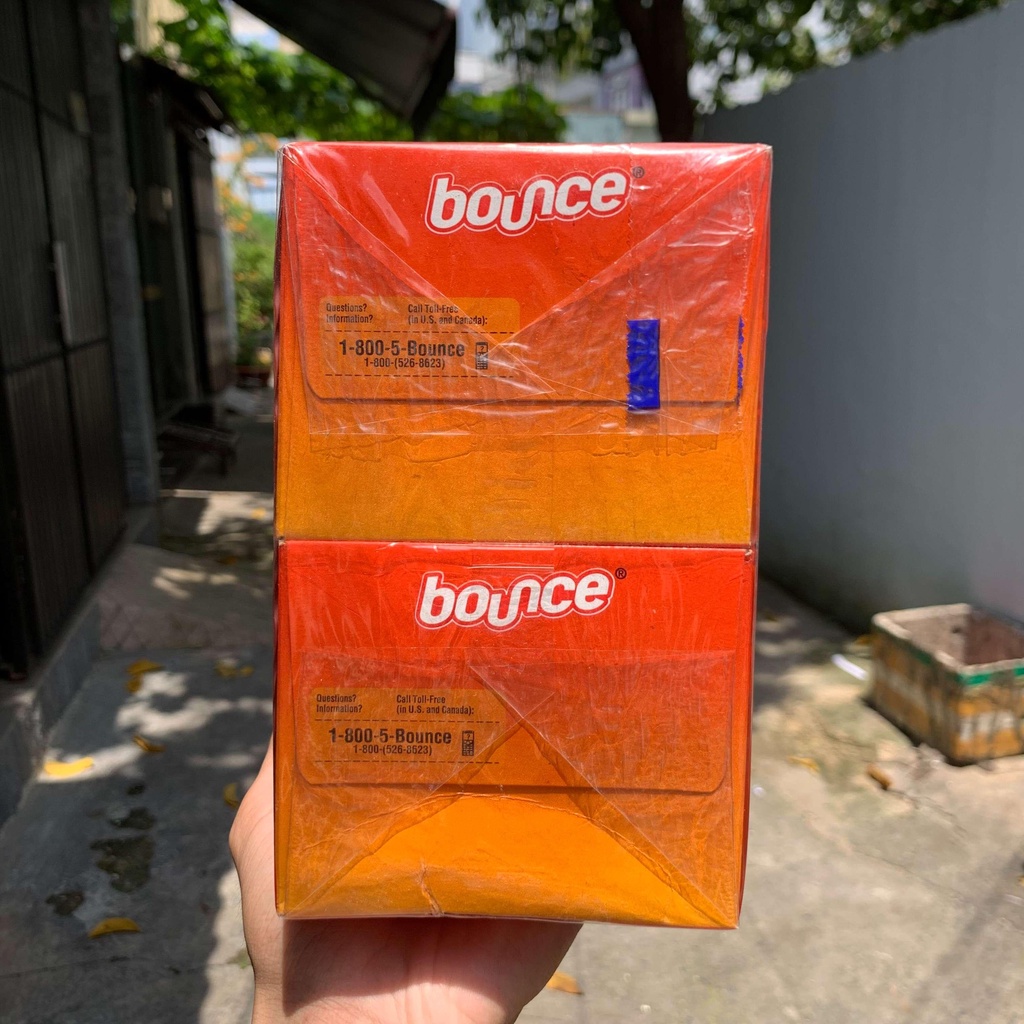 bounce®
Questions? Call Toll-Free
Information? (in U.S. and Canada):
1-800-5-Bounce
1-800-(526-8623)
bounce®
Questions? Call Toll-Free
Information? (in U.S. and Canada):
1-800-5-Bounce
1-800-(526-8623)